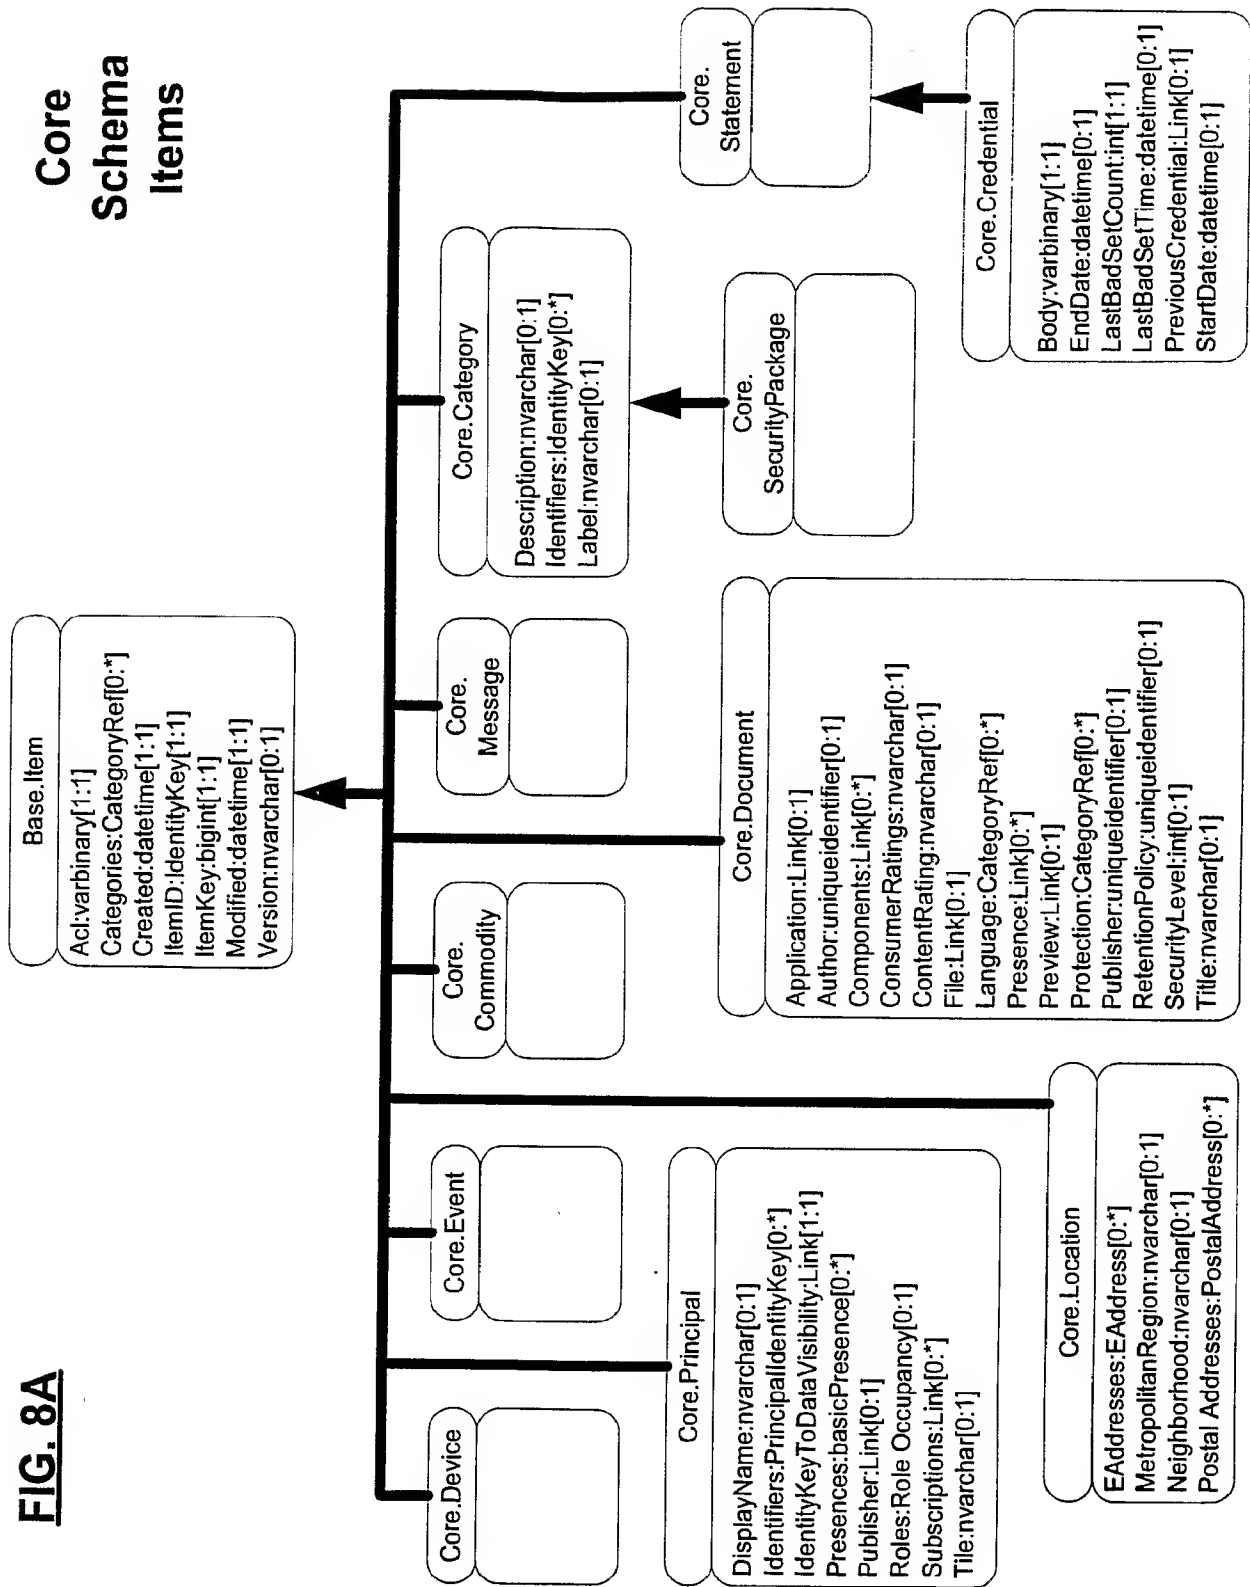 FIG. 8A
Core
Schema
Items
Base.Item
Acl:varbinary[1:1]
Categories:CategoryRef[0:*]
Created:datetime[1:1]
ItemID:IdentityKey[1:1]
ItemKey:bigint[1:1]
Modified:datetime[1:1]
Version:nvarchar[0:1]
Core.Device
Core.Event
Core.
Commodity
Core.
Message
Core.Category
Description:nvarchar[0:1]
Identifiers:IdentityKey[0:*]
Label:nvarchar[0:1]
Core.
Statement
Core.Principal
DisplayName:nvarchar[0:1]
Identifiers:PrincipalIdentityKey[0:*]
IdentityKeyToDataVisibility:Link[1:1]
Presences:basicPresence[0:*]
Publisher:Link[0:1]
Roles:Role Occupancy[0:1]
Subscriptions:Link[0:*]
Tile:nvarchar[0:1]
Core.Document
Application:Link[0:1]
Author:uniqueidentifier[0:1]
Components:Link[0:*]
ConsumerRatings:nvarchar[0:1]
ContentRating:nvarchar[0:1]
File:Link[0:1]
Language:CategoryRef[0:*]
Presence:Link]0:*]
Preview:Link[0:1]
Protection:CategoryRef[0:*]
Publisher:uniqueidentifier[0:1]
RetentionPolicy:uniqueidentifier[0:1]
SecurityLevel:int[0:1]
Title:nvarchar[0:1]
Core.
SecurityPackage
Core.Credential
Body:varbinary[1:1]
EndDate:datetime[0:1]
LastBadSetCount:int[1:1]
LastBadSetTime:datetime[0:1]
PreviousCredential:Link[0:1]
StartDate:datetime[0:1]
Core.Location
EAddresses:EAddress[0:*]
MetropolitanRegion:nvarchar[0:1]
Neighborhood:nvarchar[0:1]
Postal Addresses:PostalAddress[0:*]